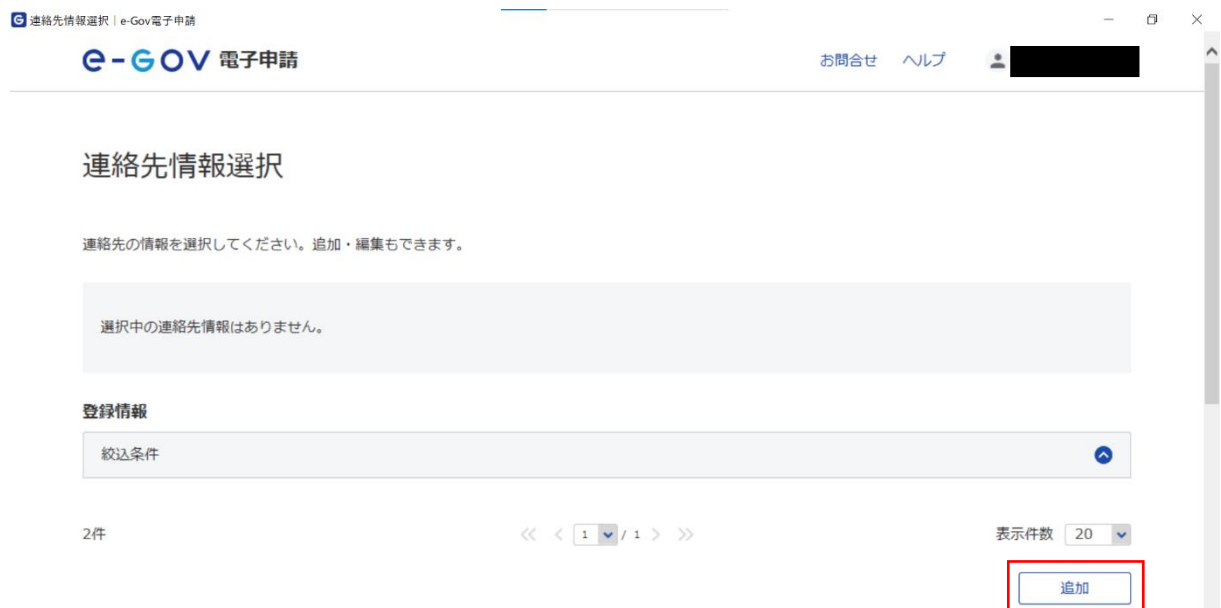 連絡先情報選択｜e-Gov電子申請
e-GOV 電子申請
お問合せ ヘルプ
連絡先情報選択
連絡先の情報を選択してください。追加・編集もできます。
選択中の連絡先情報はありません。
登録情報
絞込条件
2件 1 / 1 表示件数 20
追加